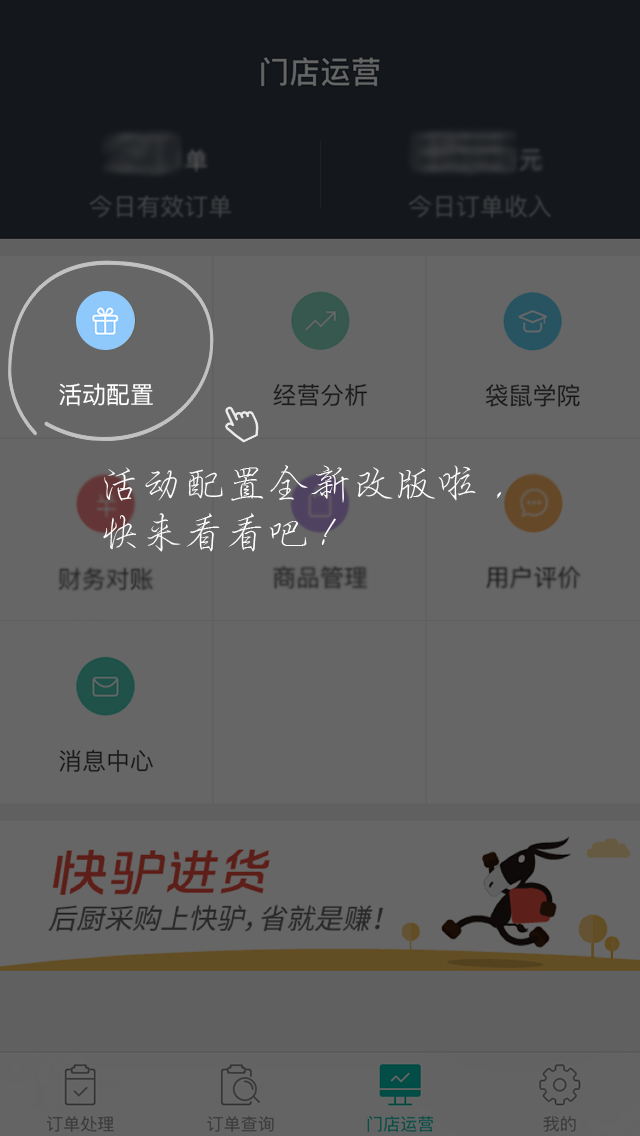 门店运营
单
元
今日有效订单
今日订单收入
活动配置
经营分析
袋鼠学院
活动配置全新改版啦，
快来看看吧！
财务对账
商品管理
用户评价
消息中心
快驴进货
后厨采购上快驴，省就是赚！
订单处理
订单查询
门店运营
我的